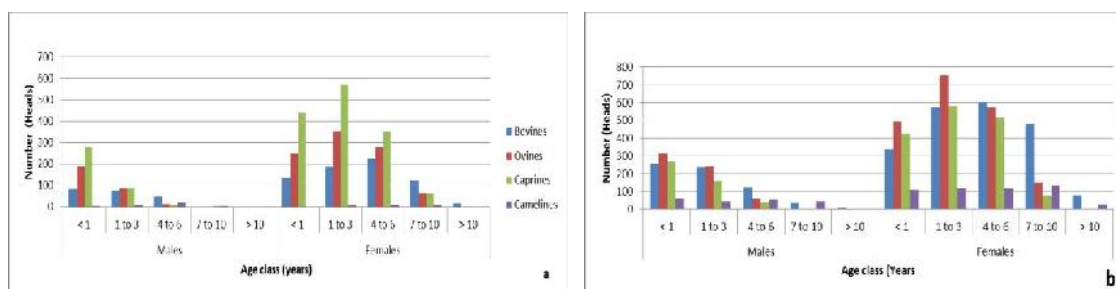 Number (Heads)
700
600
500
400
300
200
100
0
< 1
1 to 3
4 to 6
7 to 10
> 10
< 1
1 to 3
4 to 6
7 to 10
> 10
Males
Females
Age class (years)
Bovines
Ovines
Caprines
Camelines
a
Number (Heads)
800
700
600
500
400
300
200
100
0
< 1
1 to 3
4 to 6
7 to 10
> 10
< 1
1 to 3
4 to 6
7 to 10
> 10
Males
Females
Age class (Years
b